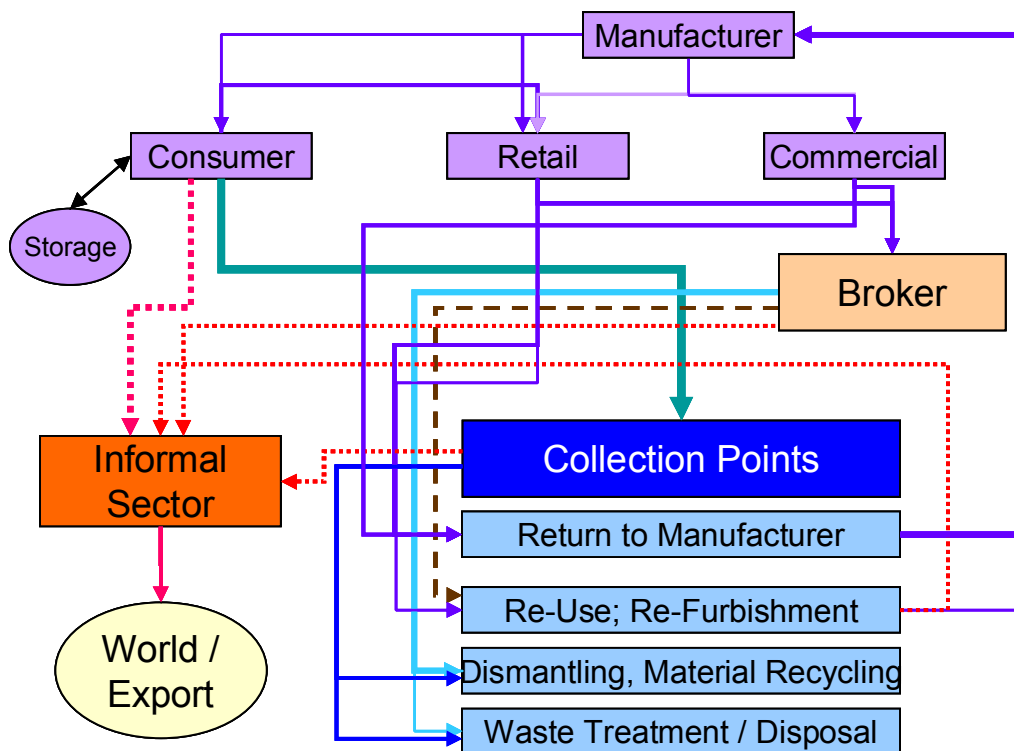 Manufacturer
Consumer
Retail
Commercial
Storage
Broker
Informal
Sector
Collection Points
Return to Manufacturer
Re-Use; Re-Furbishment
World /
Export
Dismantling, Material Recycling
Waste Treatment / Disposal